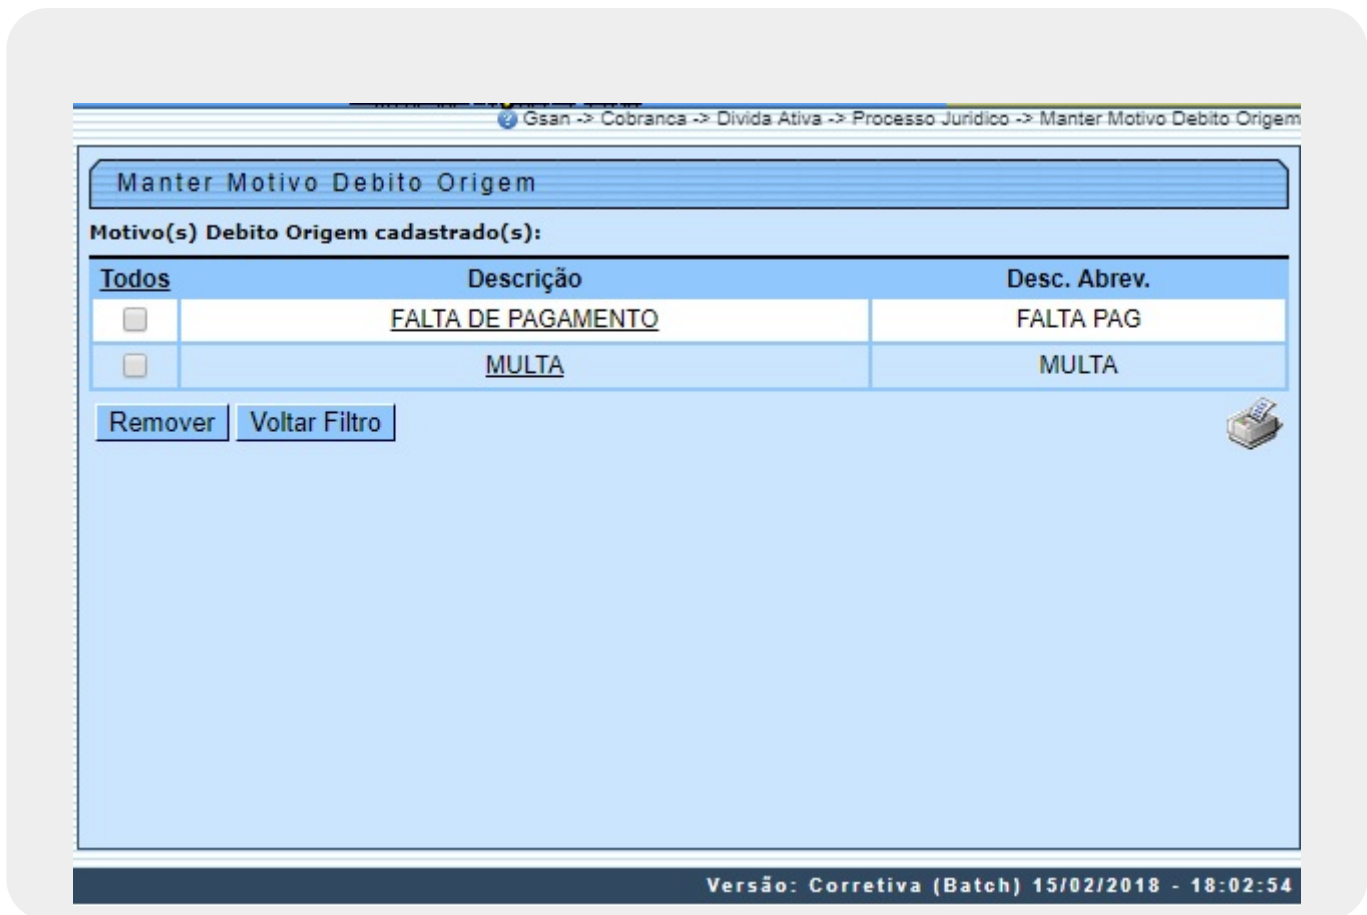 Gsan -> Cobranca -> Divida Ativa -> Processo Juridico -> Manter Motivo Debito Origem
Manter Motivo Debito Origem
Motivo(s) Debito Origem cadastrado(s):
Todos Descrição Desc. Abrev.
FALTA DE PAGAMENTO FALTA PAG
MULTA MULTA
Remover Voltar Filtro
Versão: Corretiva (Batch) 15/02/2018 - 18:02:54